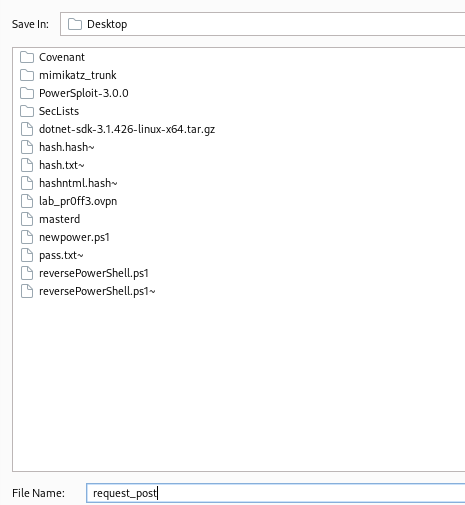 Save In: Desktop
Covenant
mimikatz_trunk
PowerSploit-3.0.0
SecLists
dotnet-sdk-3.1.426-linux-x64.tar.gz
hash.hash~
hash.txt~
hashntml.hash~
lab_pr0ff3.ovpn
masterd
newpower.ps1
pass.txt~
reversePowerShell.ps1
reversePowerShell.ps1~
File Name: request_post